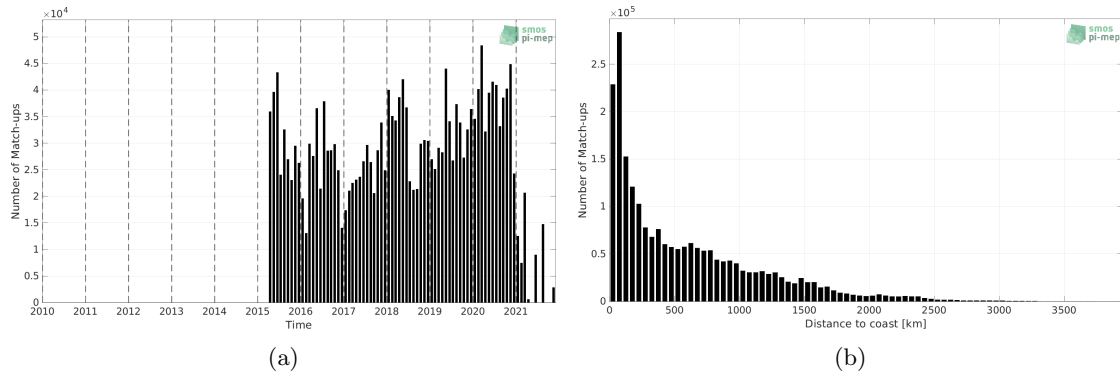 ×10⁴
5
4.5
4
3.5
3
2.5
2
1.5
1
0.5
0
Number of Match-ups
2010 2011 2012 2013 2014 2015 2016 2017 2018 2019 2020 2021
Time
smos
pi-mep
(a)
×10⁵
2.5
2
1.5
1
0.5
0
Number of Match-ups
0 500 1000 1500 2000 2500 3000 3500
Distance to coast [km]
smos
pi-mep
(b)